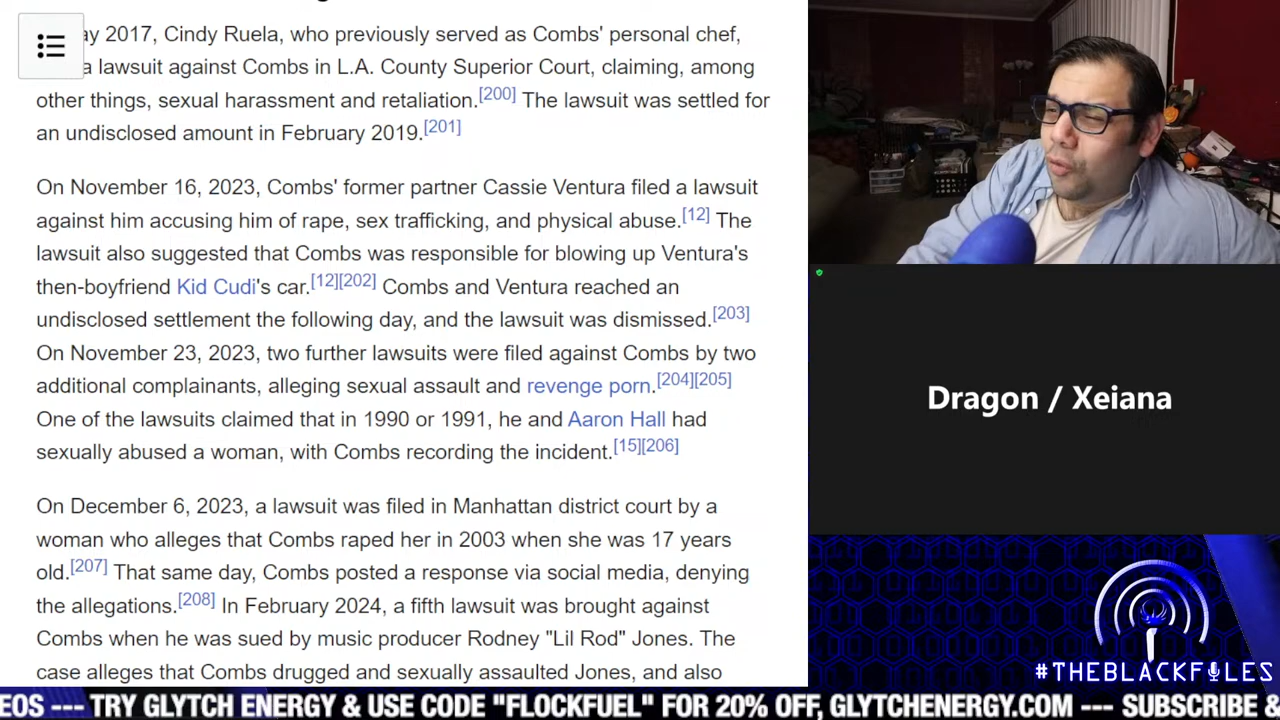 ay 2017, Cindy Ruela, who previously served as Combs' personal chef,
a lawsuit against Combs in L.A. County Superior Court, claiming, among
other things, sexual harassment and retaliation.[200] The lawsuit was settled for
an undisclosed amount in February 2019.[201]
On November 16, 2023, Combs' former partner Cassie Ventura filed a lawsuit
against him accusing him of rape, sex trafficking, and physical abuse.[12] The
lawsuit also suggested that Combs was responsible for blowing up Ventura's
then-boyfriend Kid Cudi's car.[12][202] Combs and Ventura reached an
undisclosed settlement the following day, and the lawsuit was dismissed.[203]
On November 23, 2023, two further lawsuits were filed against Combs by two
additional complainants, alleging sexual assault and revenge porn.[204][205]
One of the lawsuits claimed that in 1990 or 1991, he and Aaron Hall had
sexually abused a woman, with Combs recording the incident.[15][206]
On December 6, 2023, a lawsuit was filed in Manhattan district court by a
woman who alleges that Combs raped her in 2003 when she was 17 years
old.[207] That same day, Combs posted a response via social media, denying
the allegations.[208] In February 2024, a fifth lawsuit was brought against
Combs when he was sued by music producer Rodney "Lil Rod" Jones. The
case alleges that Combs drugged and sexually assaulted Jones, and also
Dragon / Xeiana
#THEBLACKFILES
EOS --- TRY GLYTCH ENERGY & USE CODE "FLOCKFUEL" FOR 20% OFF, GLYTCHENERGY.COM --- SUBSCRIBE &